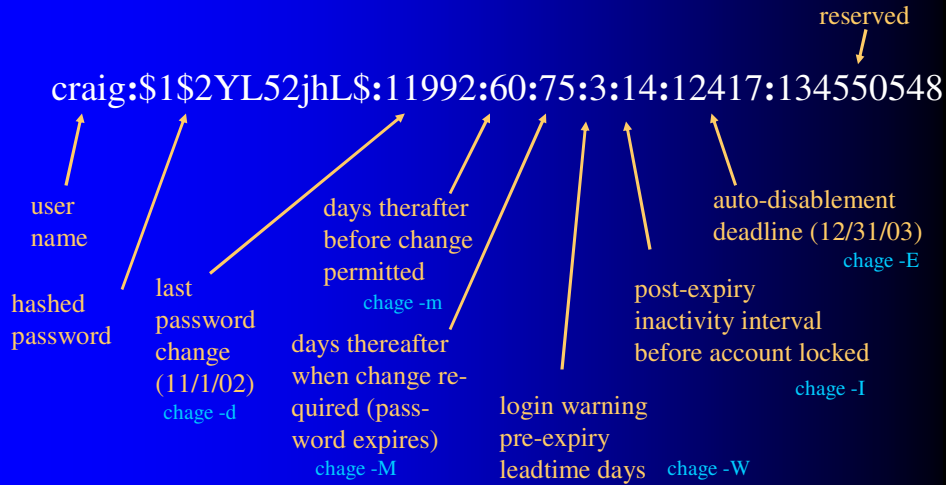 reserved
craig:$1$2YL52jhL$:11992:60:75:3:14:12417:134550548
user
name
hashed
password
last
password
change
(11/1/02)
chage -d
days therafter
before change
permitted
chage -m
days thereafter
when change re-
quired (pass-
word expires)
chage -M
login warning
pre-expiry
leadtime days
chage -W
post-expiry
inactivity interval
before account locked
chage -I
auto-disablement
deadline (12/31/03)
chage -E